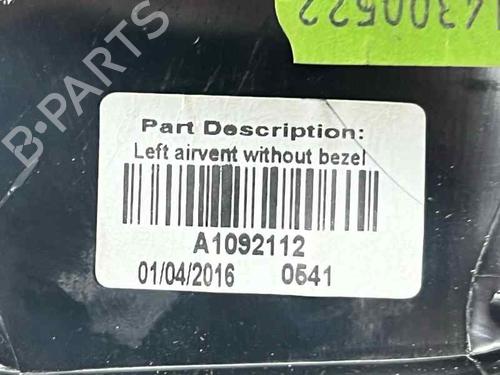 4300522
Part Description:
Left airvent without bezel
A1092112
01/04/2016 0541
B-PARTS